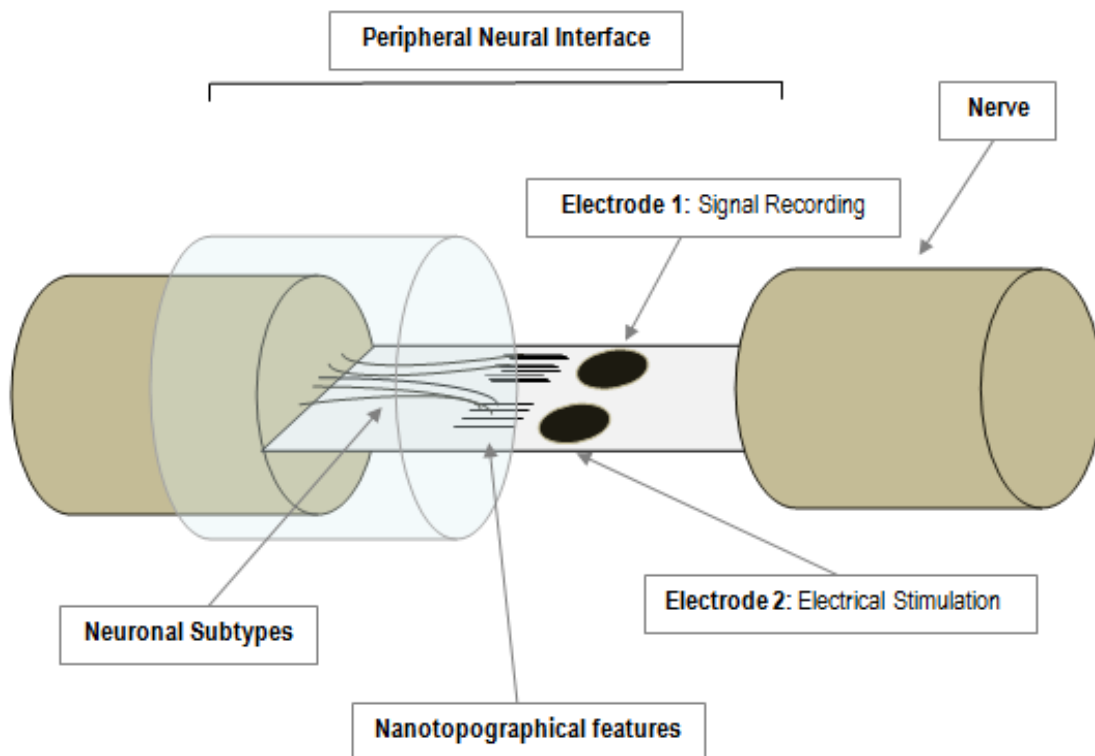 Peripheral Neural Interface
Nerve
Electrode 1: Signal Recording
Electrode 2: Electrical Stimulation
Neuronal Subtypes
Nanotopographical features